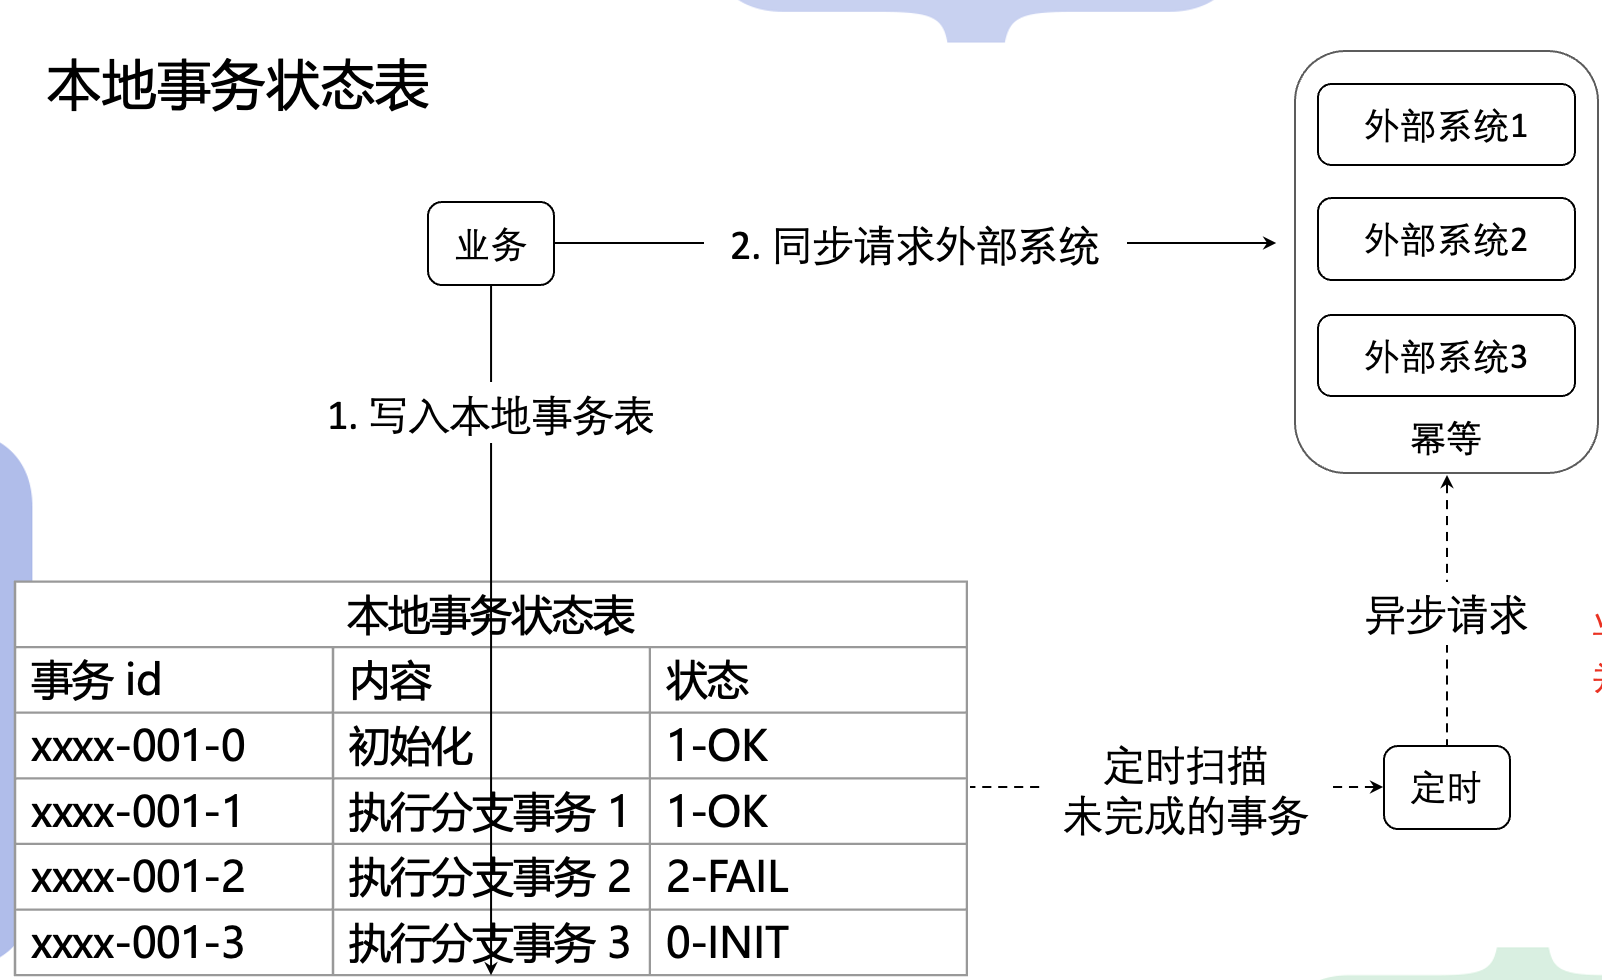 本地事务状态表
外部系统1
外部系统2
外部系统3
幂等
业务
2. 同步请求外部系统
1. 写入本地事务表
本地事务状态表
事务 id 内容 状态
xxxx-001-0 初始化 1-OK
xxxx-001-1 执行分支事务 1 1-OK
xxxx-001-2 执行分支事务 2 2-FAIL
xxxx-001-3 执行分支事务 3 0-INIT
定时扫描
未完成的事务
定时
异步请求